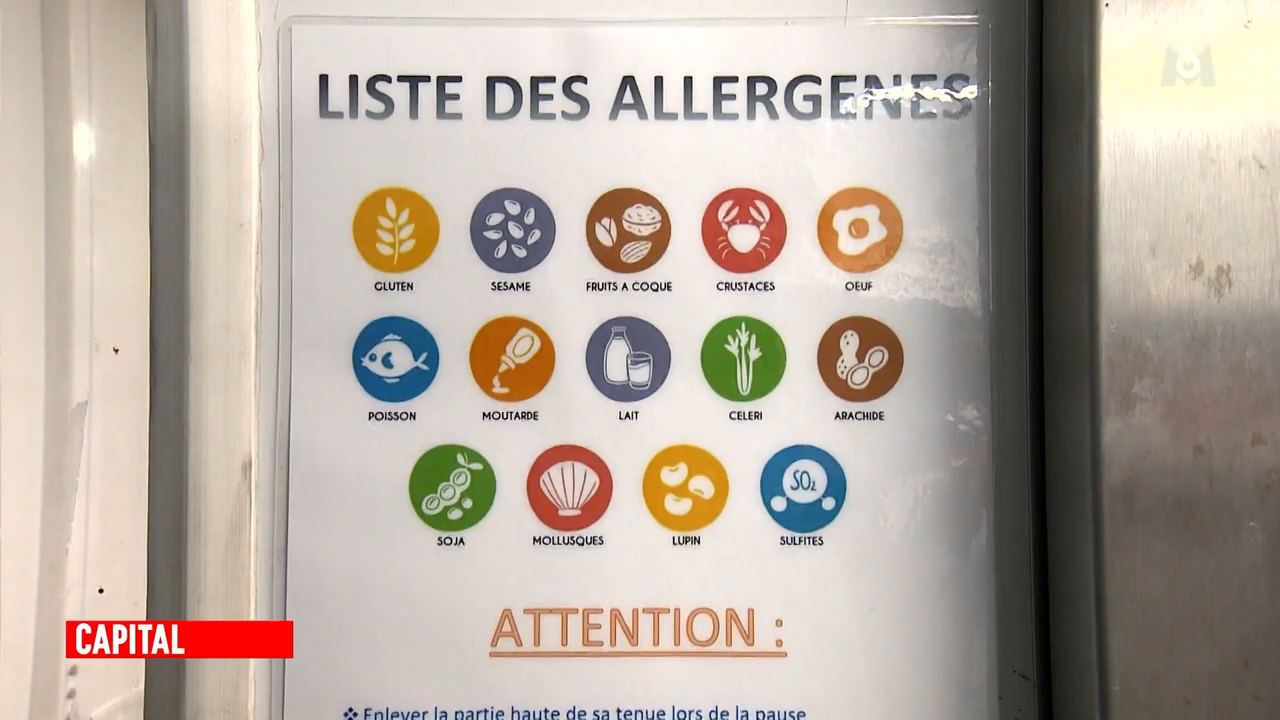 LISTE DES ALLERGENES
GLUTEN SESAME FRUITS A COQUE CRUSTACES OEUF
POISSON MOUTARDE LAIT CELERI ARACHIDE
SO2
SOJA MOLLUSQUES LUPIN SULFITES
ATTENTION :
CAPITAL
❖ Enlever la partie haute de sa tenue lors de la pause